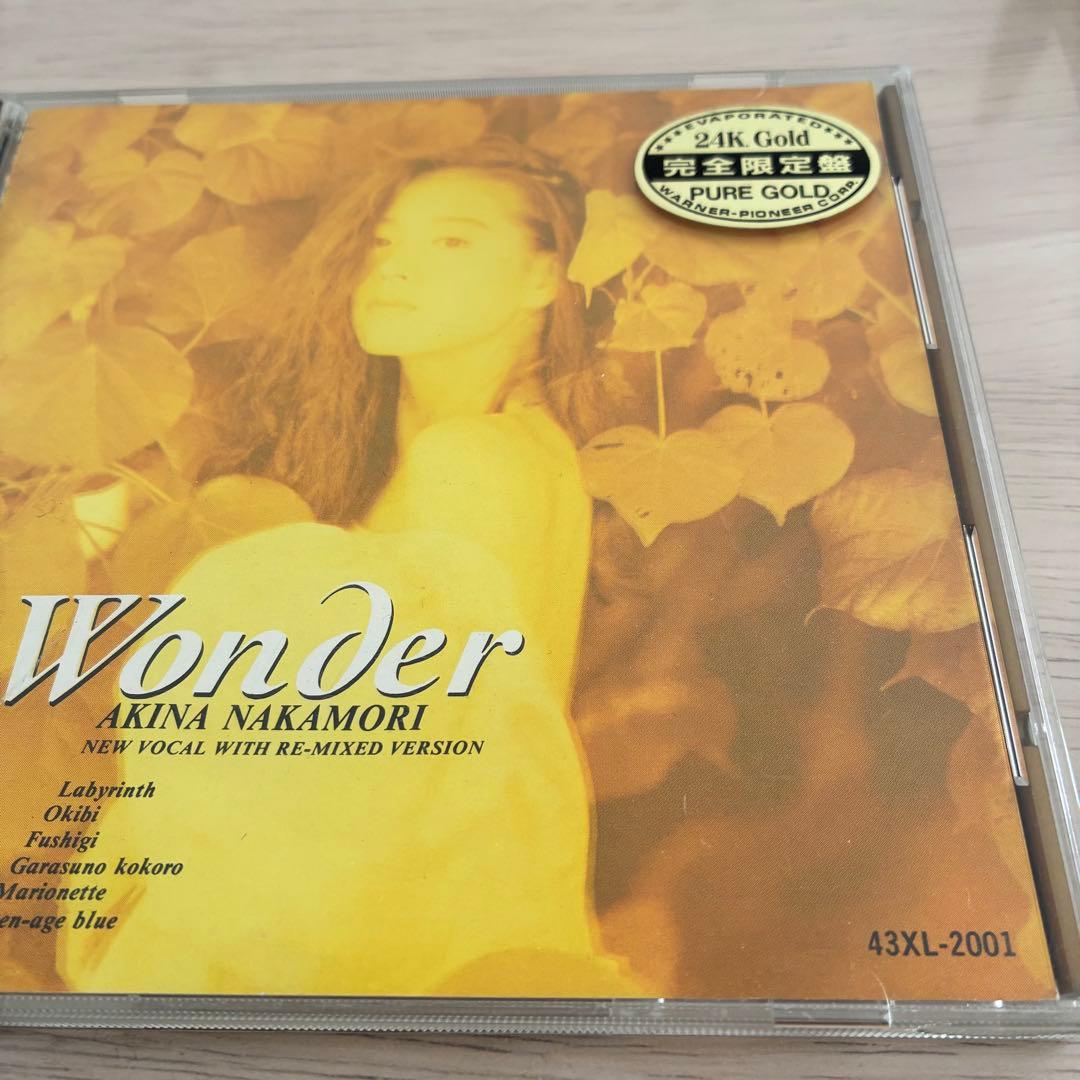 ★★★EVAPORATED★★★
24K. Gold
完全限定盤
PURE GOLD
WARNER-PIONEER CORP.
Wonder
AKINA NAKAMORI
NEW VOCAL WITH RE-MIXED VERSION
Labyrinth
Okibi
Fushigi
Garasuno kokoro
Marionette
en-age blue
43XL-2001